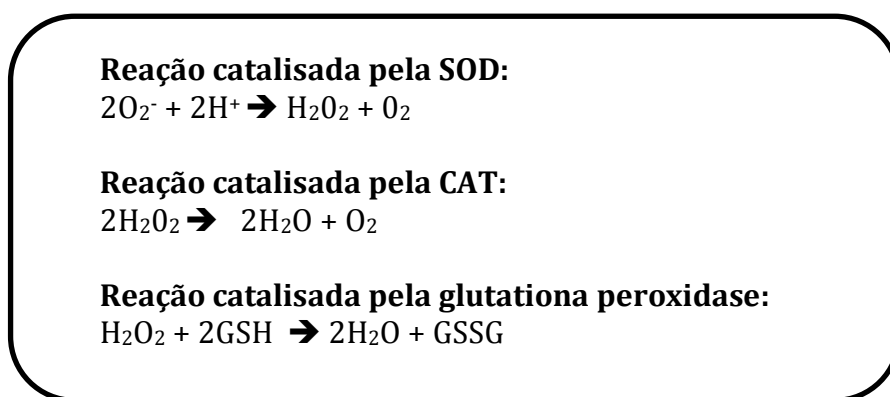 Reação catalisada pela SOD:
2O₂⁻ + 2H⁺ ➔ H₂0₂ + 0₂
Reação catalisada pela CAT:
2H₂0₂ ➔ 2H₂O + O₂
Reação catalisada pela glutationa peroxidase:
H₂O₂ + 2GSH ➔ 2H₂O + GSSG